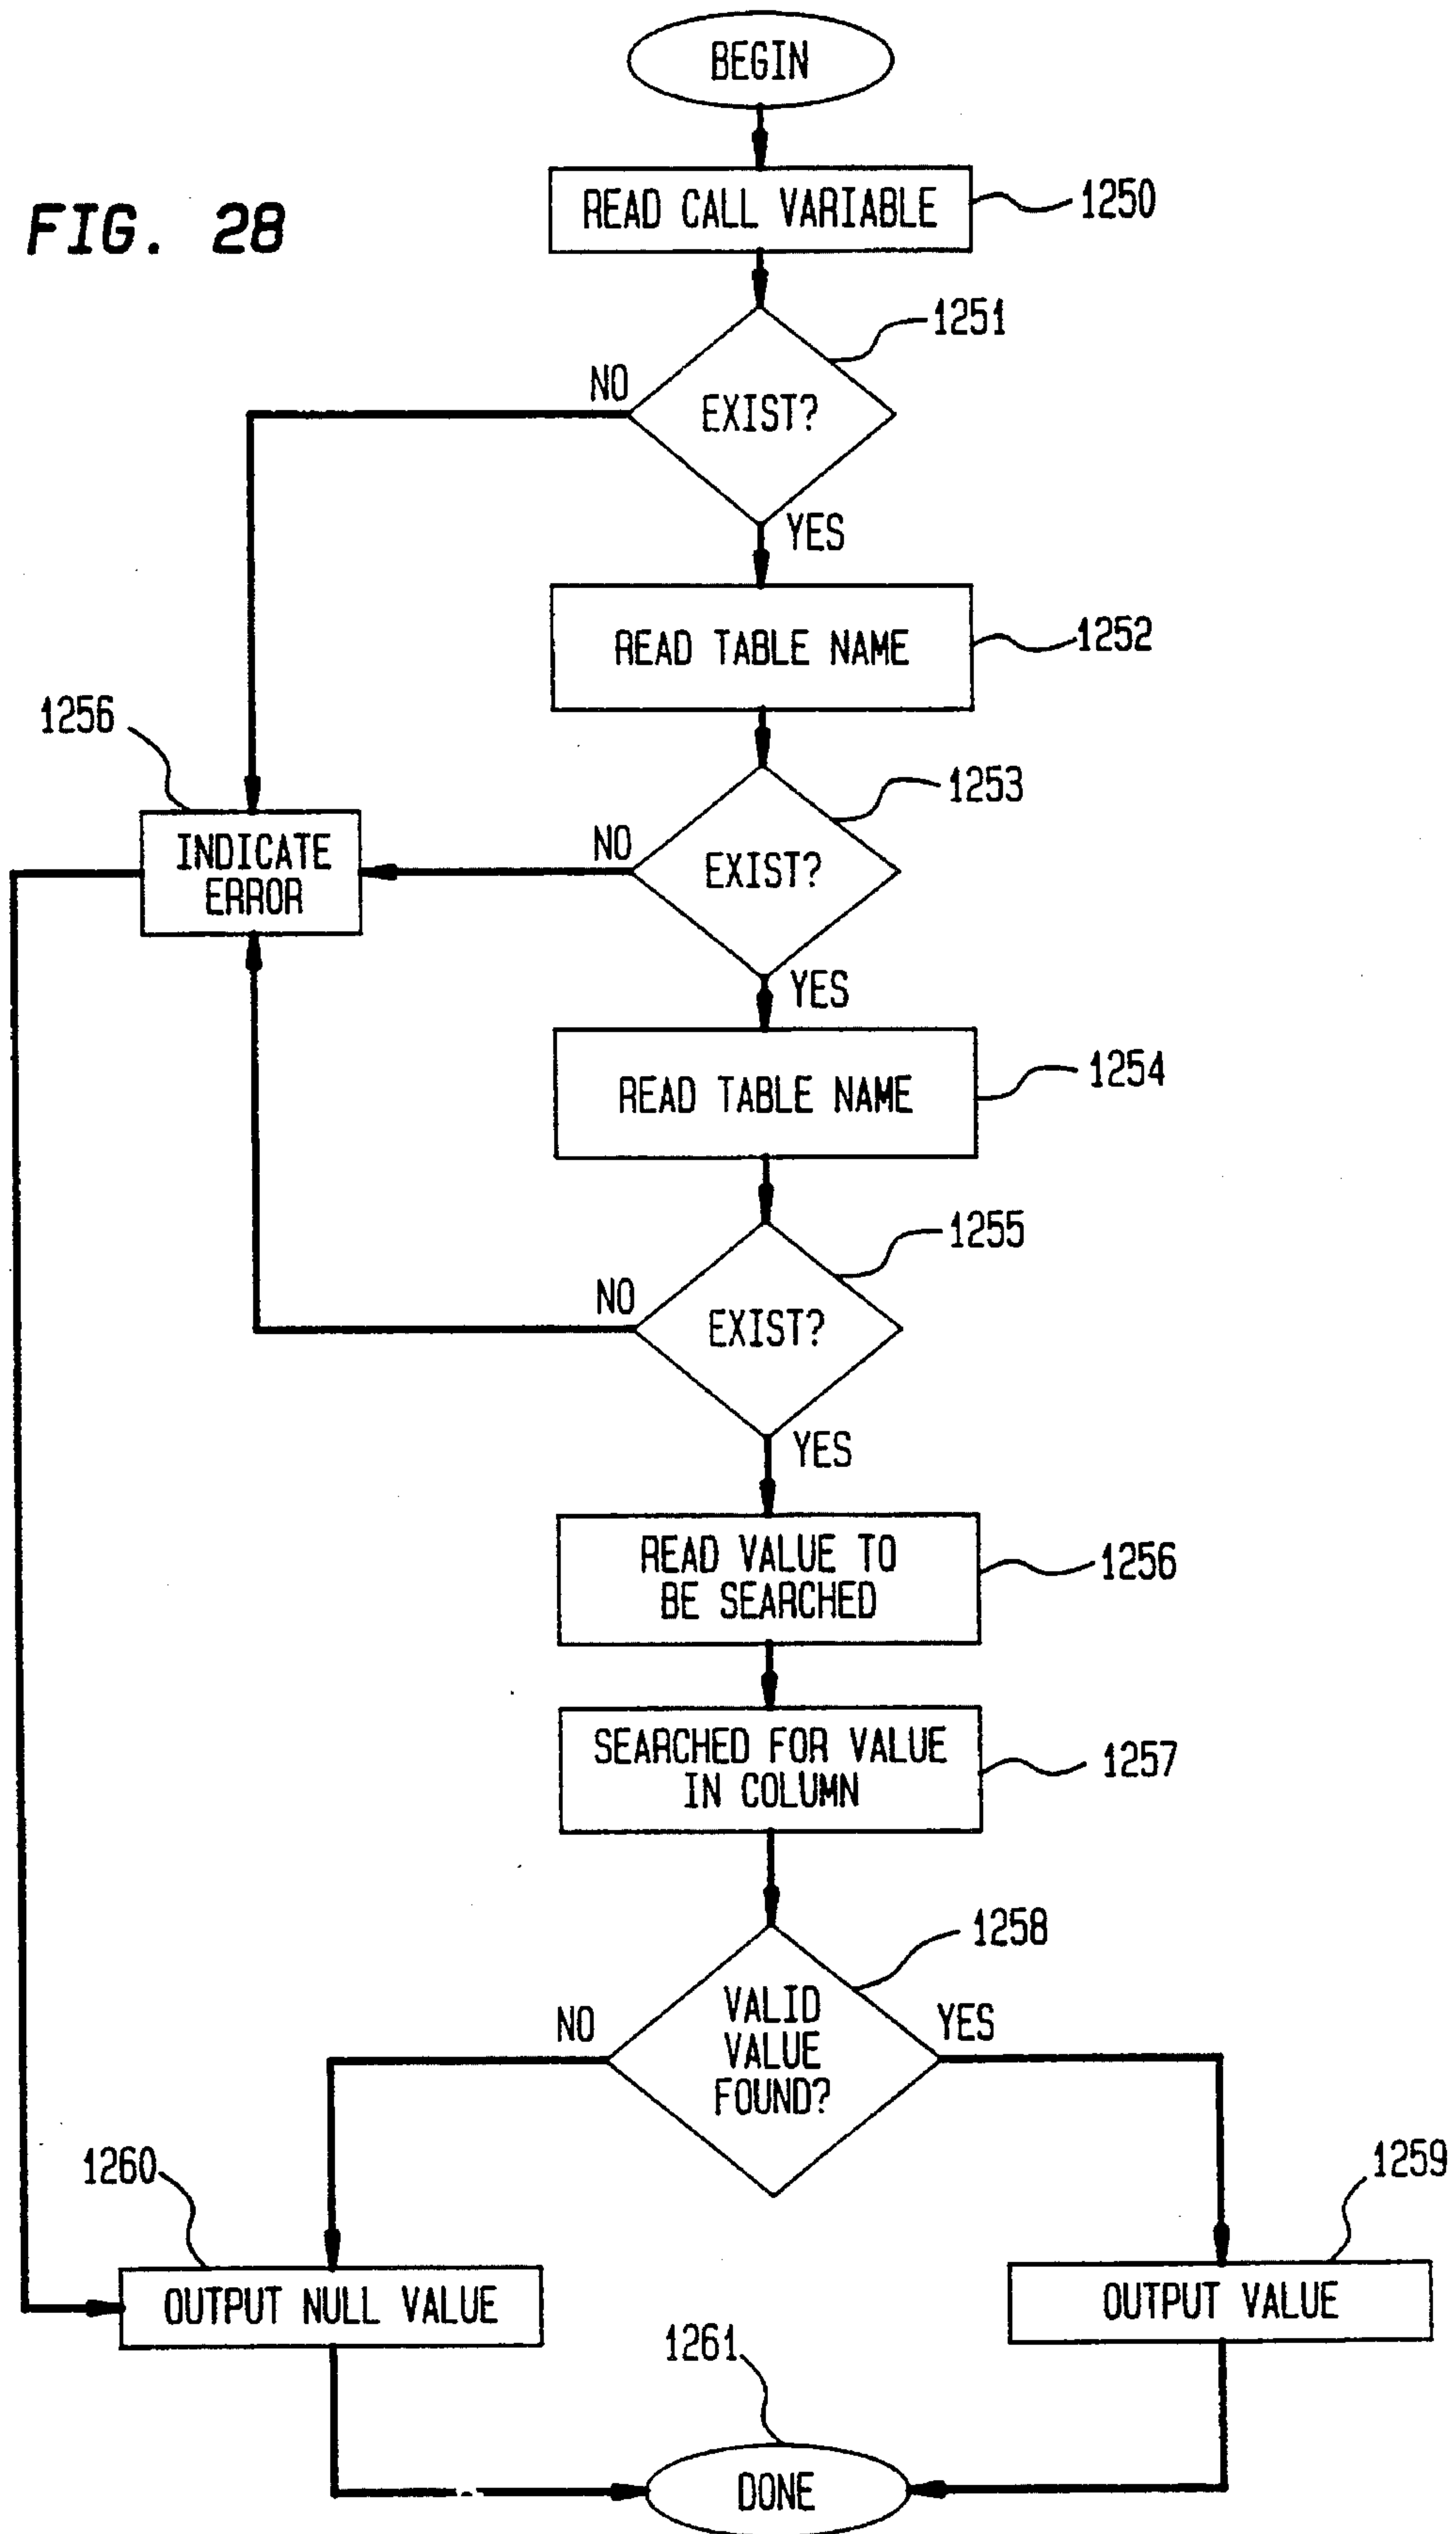 BEGIN
FIG. 28
READ CALL VARIABLE
1250
1251
NO
EXIST?
YES
READ TABLE NAME
1252
1256
1253
INDICATE
ERROR
NO
EXIST?
YES
READ TABLE NAME
1254
1255
NO
EXIST?
YES
READ VALUE TO
BE SEARCHED
1256
SEARCHED FOR VALUE
IN COLUMN
1257
1258
NO
VALID
VALUE
FOUND?
YES
1260
1259
OUTPUT NULL VALUE
OUTPUT VALUE
1261
DONE